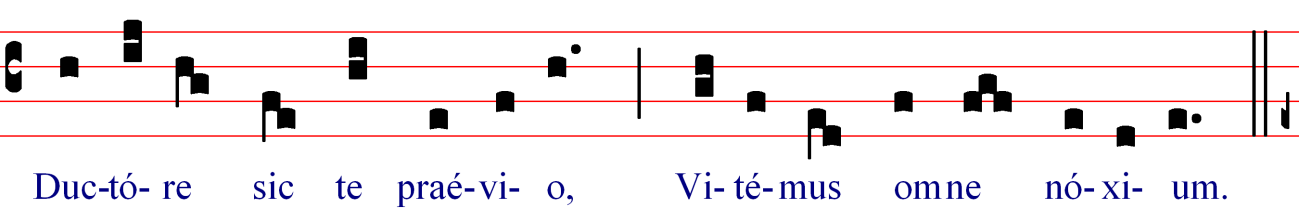 Duc-tó- re sic te praé-vi- o, Vi- té-mus omne nó- xi- um.